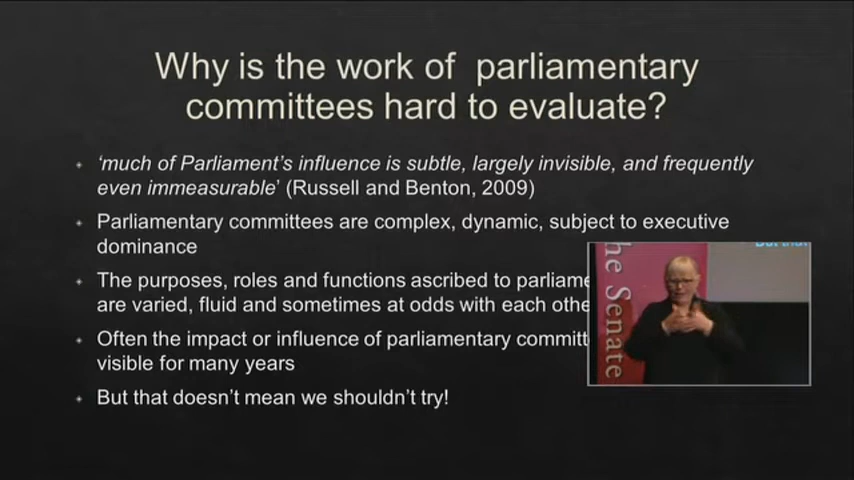 Why is the work of parliamentary
committees hard to evaluate?
‘much of Parliament’s influence is subtle, largely invisible, and frequently
even immeasurable’ (Russell and Benton, 2009)
Parliamentary committees are complex, dynamic, subject to executive
dominance
The purposes, roles and functions ascribed to
are varied, fluid and sometimes at odds with each
Often the impact or influence of parliamentary
visible for many years
But that doesn’t mean we shouldn’t try!
he Senate